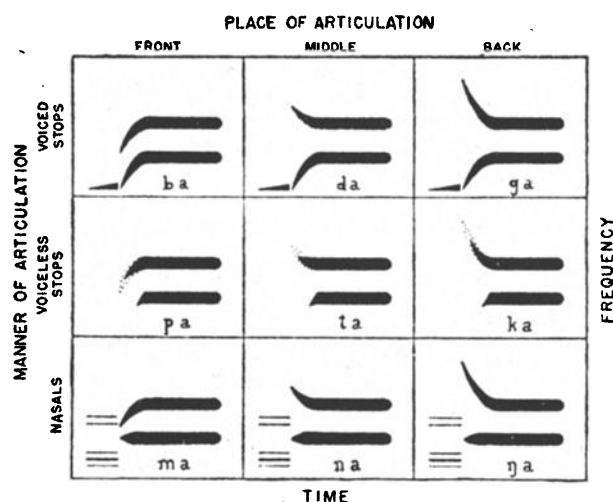 PLACE OF ARTICULATION
FRONT MIDDLE BACK
MANNER OF ARTICULATION
VOICED STOPS
ba da ga
VOICELESS STOPS
pa ta ka
NASALS
ma na ŋa
FREQUENCY
TIME